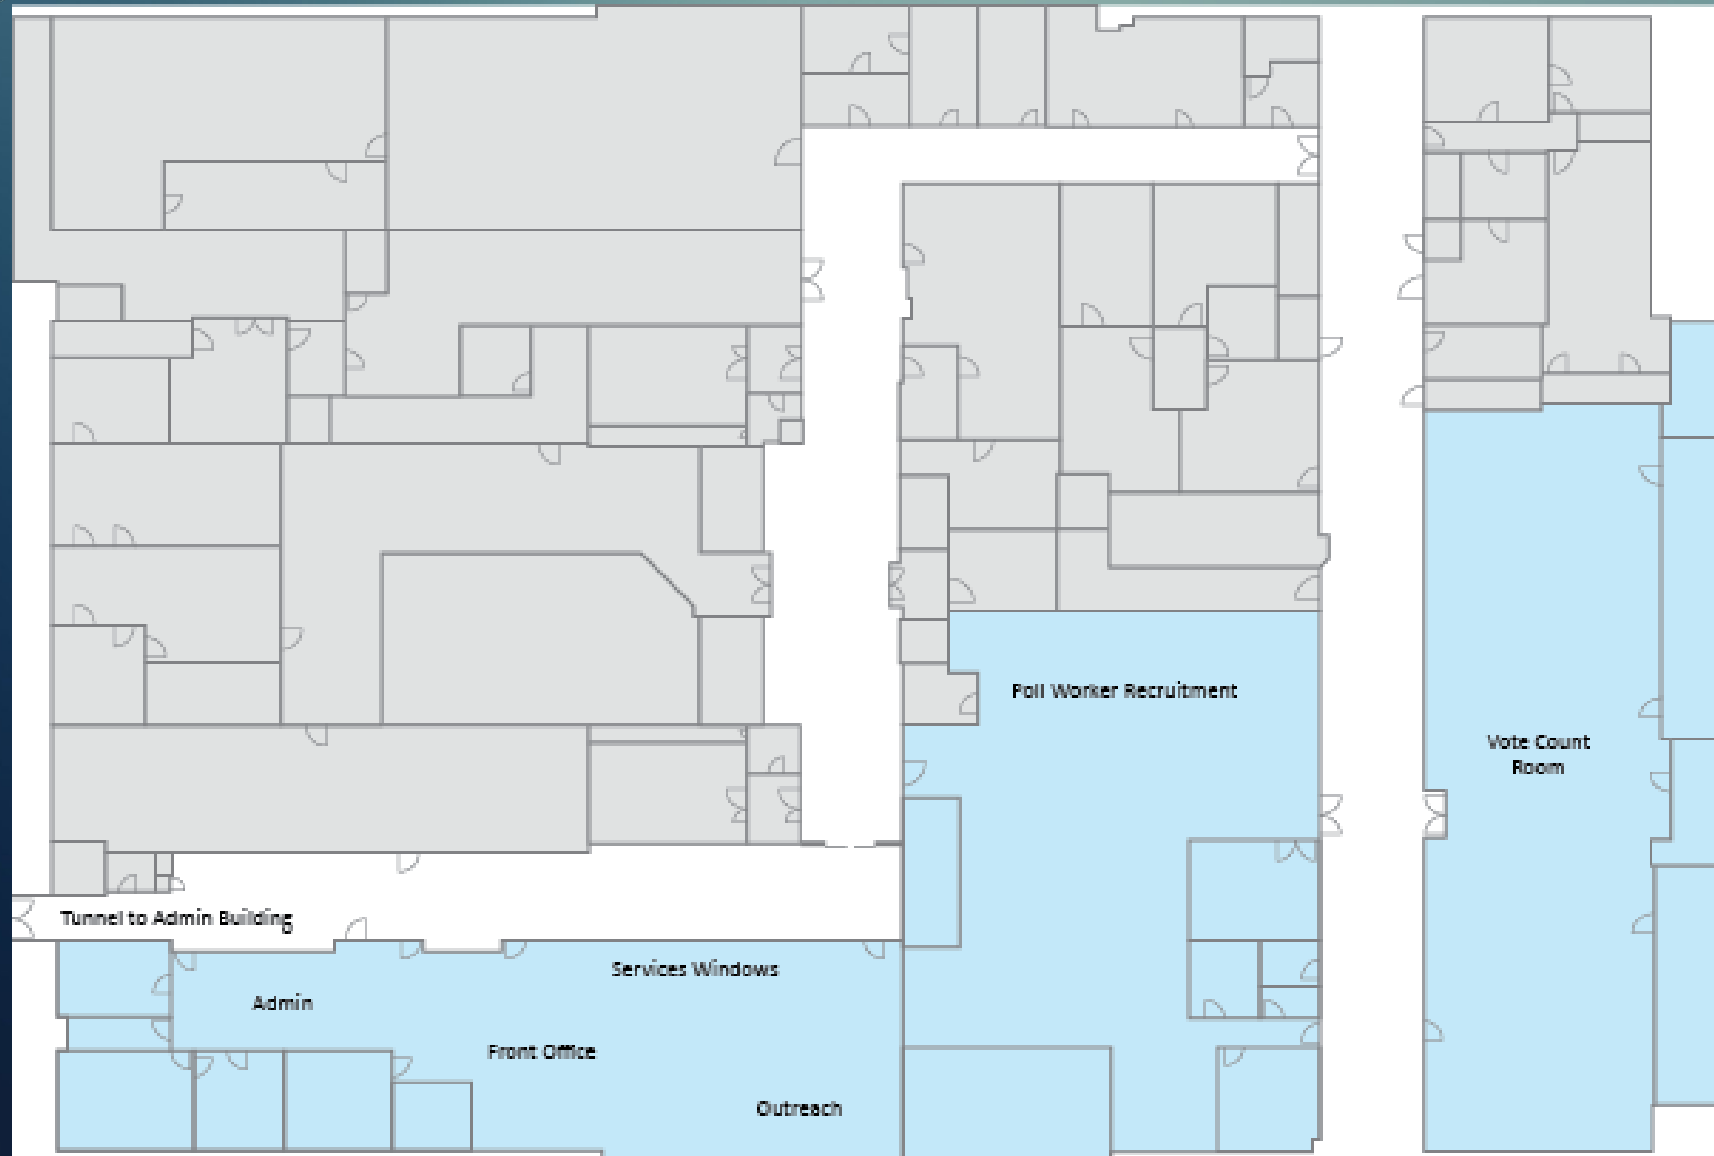 Poll Worker Recruitment
Vote Count
Room
Tunnel to Admin Building
Services Windows
Admin
Front Office
Outreach